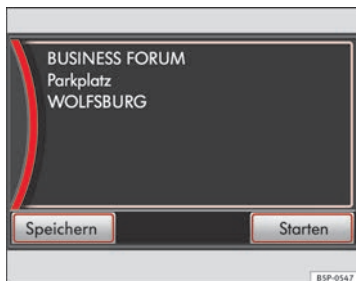 BUSINESS FORUM
Parkplatz
WOLFSBURG
Speichern
Starten
B5P-0547